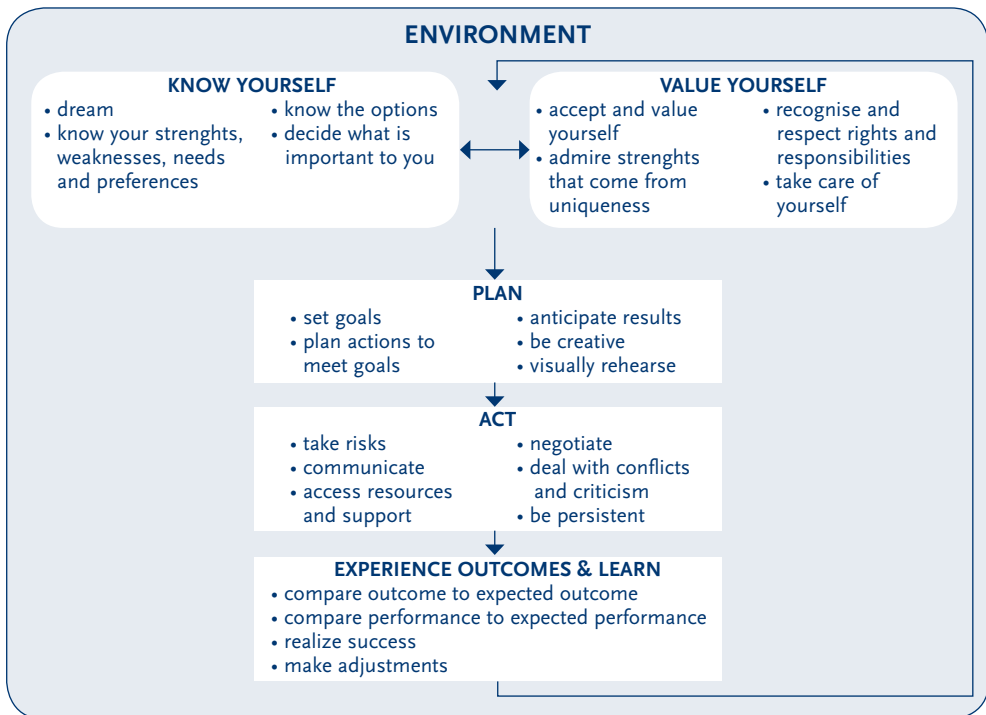 ENVIRONMENT
KNOW YOURSELF
• dream
• know your strenghts,
weaknesses, needs
and preferences
• know the options
• decide what is
important to you
VALUE YOURSELF
• accept and value
yourself
• admire strenghts
that come from
uniqueness
• recognise and
respect rights and
responsibilities
• take care of
yourself
PLAN
• set goals
• plan actions to
meet goals
• anticipate results
• be creative
• visually rehearse
ACT
• take risks
• communicate
• access resources
and support
• negotiate
• deal with conflicts
and criticism
• be persistent
EXPERIENCE OUTCOMES & LEARN
• compare outcome to expected outcome
• compare performance to expected performance
• realize success
• make adjustments